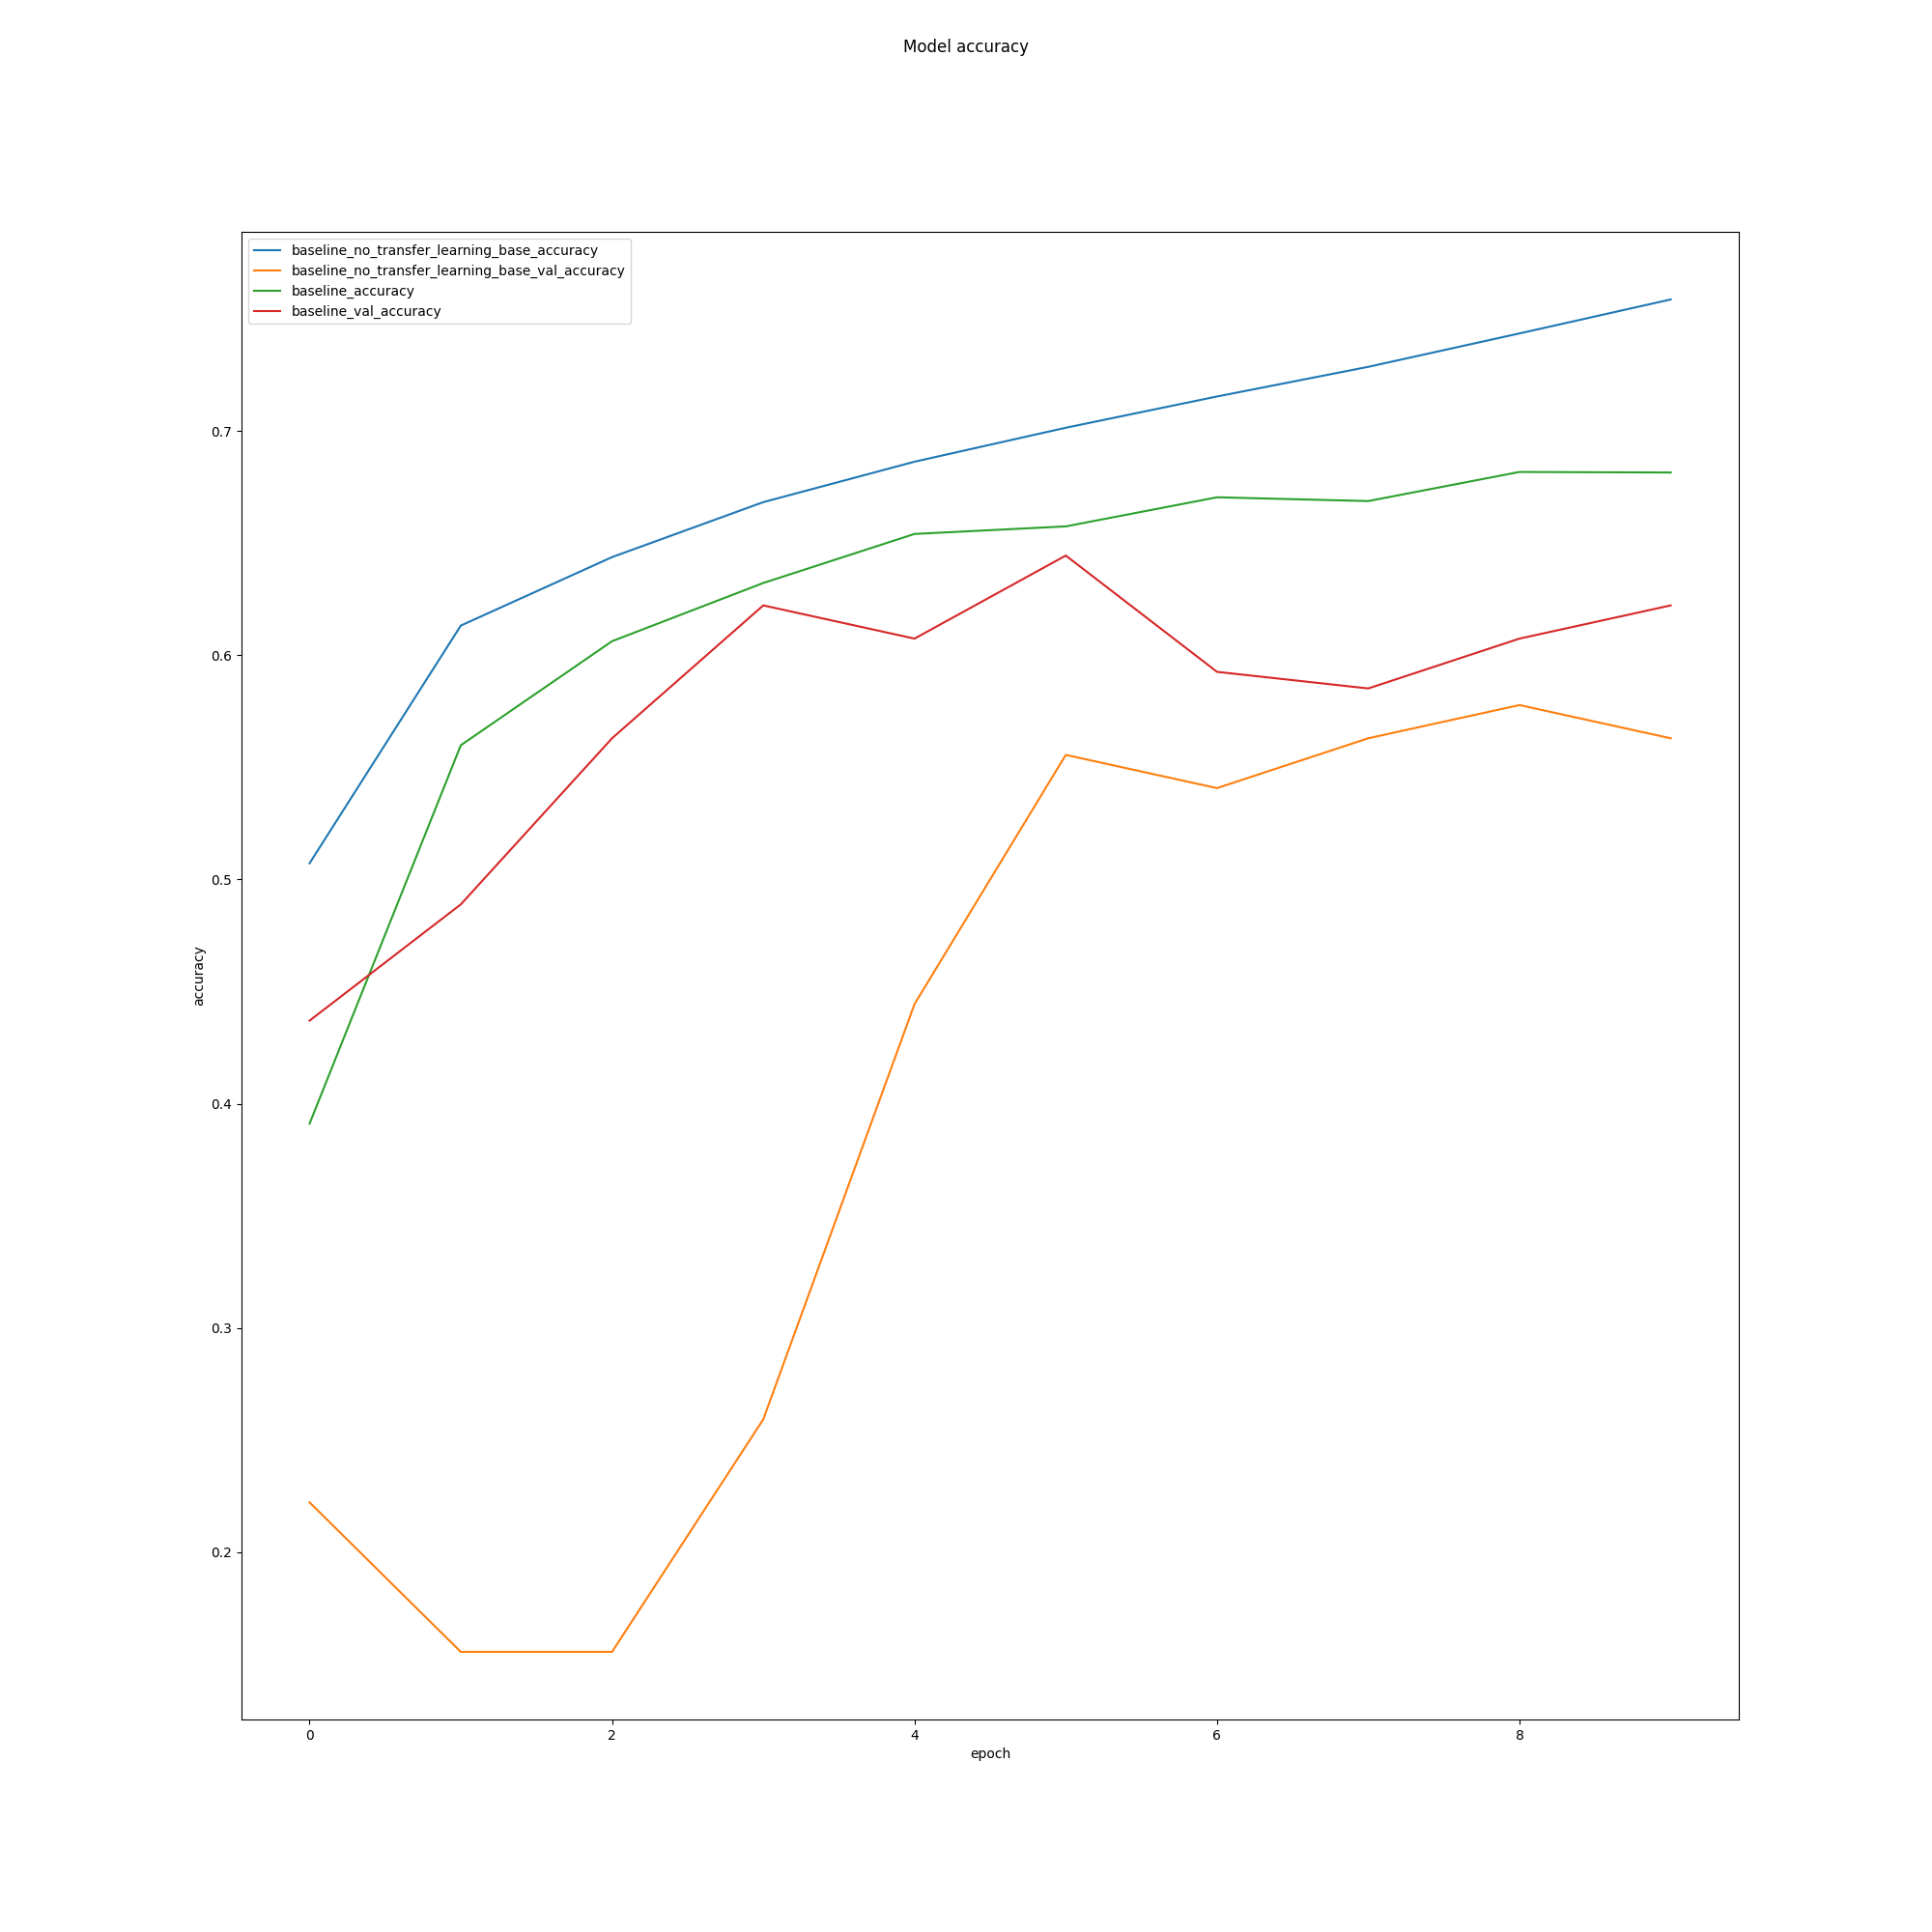 Model accuracy
baseline_no_transfer_learning_base_accuracy
baseline_no_transfer_learning_base_val_accuracy
baseline_accuracy
baseline_val_accuracy
0.7
0.6
0.5
0.4
0.3
0.2
accuracy
0 2 4 6 8
epoch